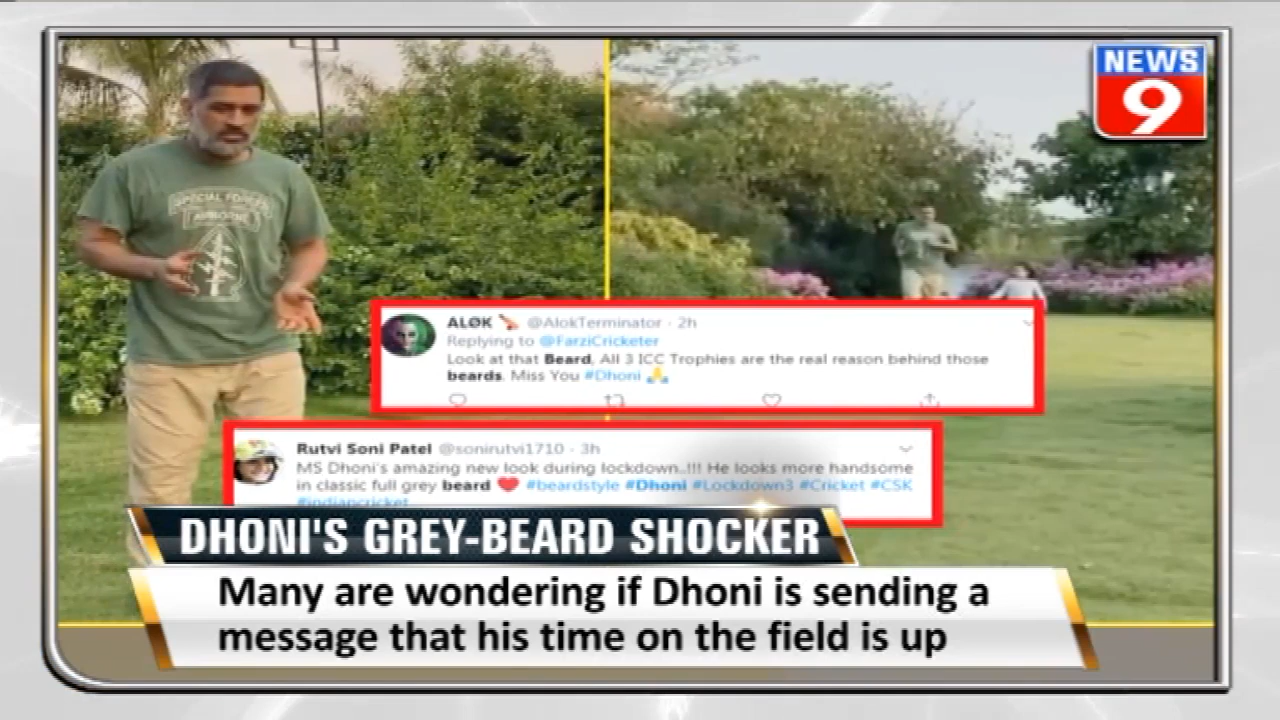 NEWS
9
SPECIAL FORCES
AIRBORNE
ALØK @AlokTerminator · 2h
Replying to @FarziCricketer
Look at that Beard, All 3 ICC Trophies are the real reason behind those
beards. Miss You #Dhoni
Rutvi Soni Patel @sonirutvi1710 · 3h
MS Dhoni's amazing new look during lockdown..!!! He looks more handsome
in classic full grey beard #beardstyle #Dhoni #Lockdown3 #Cricket #CSK
#indiancricket
DHONI'S GREY-BEARD SHOCKER
Many are wondering if Dhoni is sending a
message that his time on the field is up